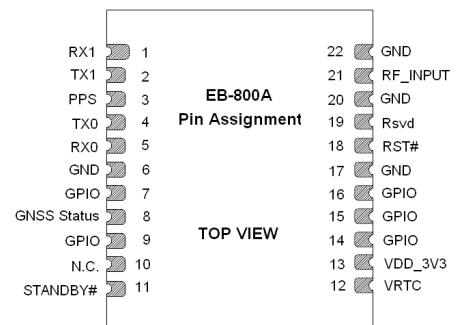 RX1 1 22 GND
TX1 2 21 RF_INPUT
PPS 3 EB-800A 20 GND
TX0 4 Pin Assignment 19 Rsvd
RX0 5 18 RST#
GND 6 17 GND
GPIO 7 16 GPIO
GNSS Status 8 15 GPIO
GPIO 9 TOP VIEW 14 GPIO
N.C. 10 13 VDD_3V3
STANDBY# 11 12 VRTC